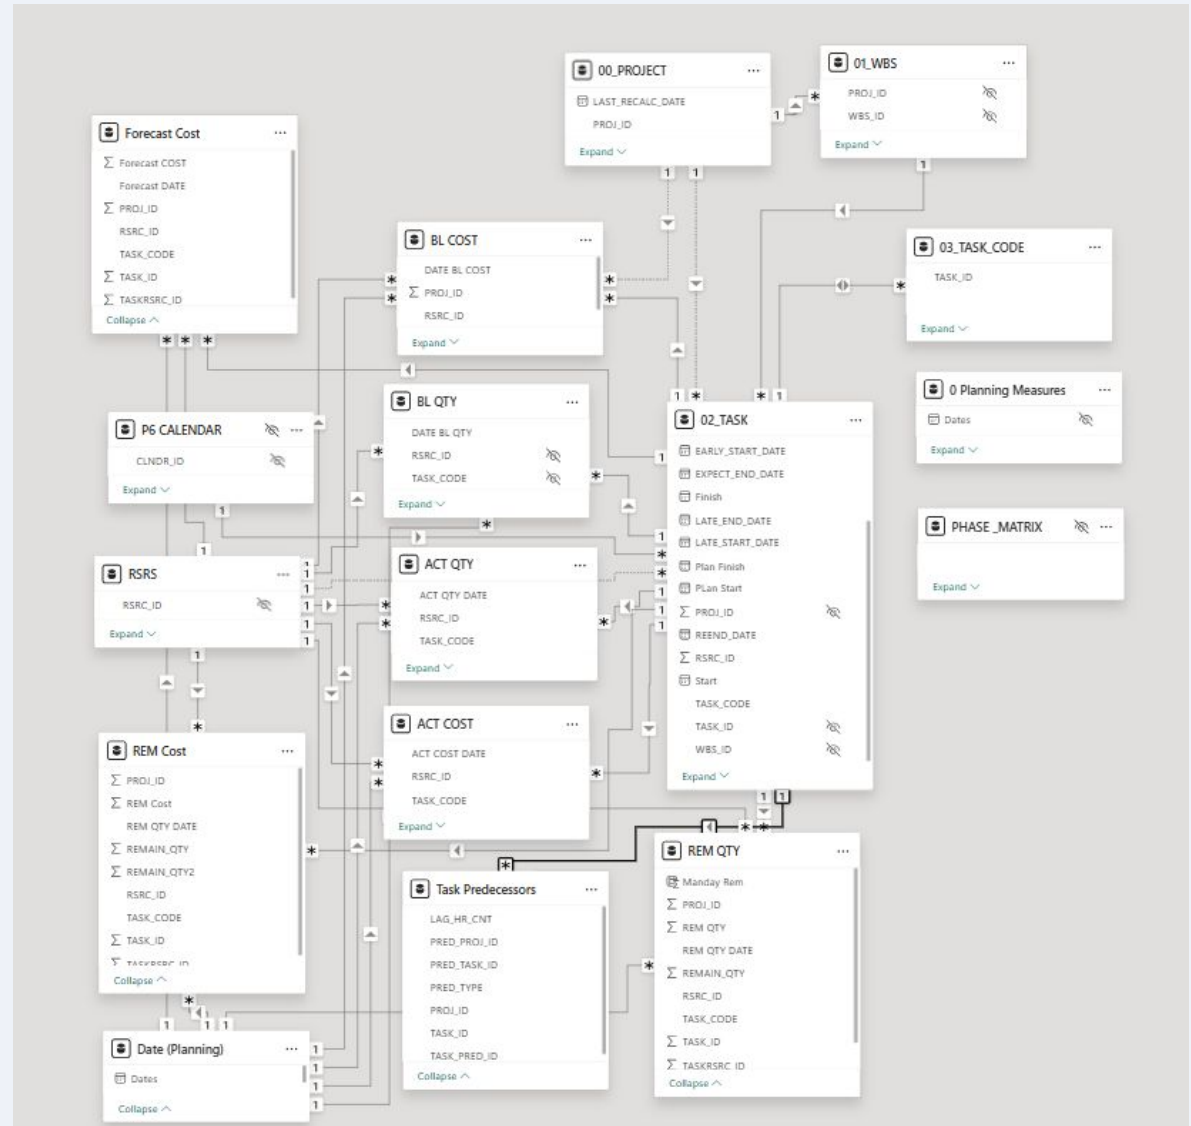 00_PROJECT
LAST_RECALC_DATE
PROJ_ID
Expand
01_WBS
PROJ_ID
WBS_ID
Expand
Forecast Cost
Forecast COST
Forecast DATE
PROJ_ID
RSRC_ID
TASK_CODE
TASK_ID
TASKRSRC_ID
Collapse
BL COST
DATE BL COST
PROJ_ID
RSRC_ID
Expand
03_TASK_CODE
TASK_ID
Expand
0 Planning Measures
Dates
Expand
PHASE _MATRIX
Expand
P6 CALENDAR
CLNDR_ID
Expand
BL QTY
DATE BL QTY
RSRC_ID
TASK_CODE
Expand
02_TASK
EARLY_START_DATE
EXPECT_END_DATE
Finish
LATE_END_DATE
LATE_START_DATE
Plan Finish
PLan Start
PROJ_ID
REEND_DATE
RSRC_ID
Start
TASK_CODE
TASK_ID
WBS_ID
Expand
RSRS
RSRC_ID
Expand
ACT QTY
ACT QTY DATE
RSRC_ID
TASK_CODE
Expand
ACT COST
ACT COST DATE
RSRC_ID
TASK_CODE
Expand
REM Cost
PROJ_ID
REM Cost
REM QTY DATE
REMAIN_QTY
REMAIN_QTY2
RSRC_ID
TASK_CODE
TASK_ID
TASKRSRC_ID
Collapse
Task Predecessors
LAG_HR_CNT
PRED_PROJ_ID
PRED_TASK_ID
PRED_TYPE
PROJ_ID
TASK_ID
TASK_PRED_ID
Collapse
REM QTY
Manday Rem
PROJ_ID
REM QTY
REM QTY DATE
REMAIN_QTY
RSRC_ID
TASK_CODE
TASK_ID
TASKRSRC_ID
Collapse
Date (Planning)
Dates
Collapse